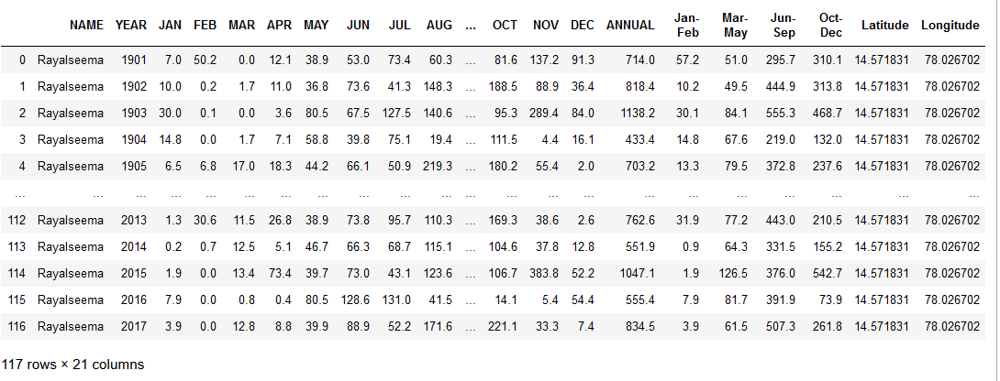 NAME YEAR JAN FEB MAR APR MAY JUN JUL AUG ... OCT NOV DEC ANNUAL Jan-Feb Mar-May Jun-Sep Oct-Dec Latitude Longitude
0 Rayalseema 1901 7.0 50.2 0.0 12.1 38.9 53.0 73.4 60.3 ... 81.6 137.2 91.3 714.0 57.2 51.0 295.7 310.1 14.571831 78.026702
1 Rayalseema 1902 10.0 0.2 1.7 11.0 36.8 73.6 41.3 148.3 ... 188.5 88.9 36.4 818.4 10.2 49.5 444.9 313.8 14.571831 78.026702
2 Rayalseema 1903 30.0 0.1 0.0 3.6 80.5 67.5 127.5 140.6 ... 95.3 289.4 84.0 1138.2 30.1 84.1 555.3 468.7 14.571831 78.026702
3 Rayalseema 1904 14.8 0.0 1.7 7.1 58.8 39.8 75.1 19.4 ... 111.5 4.4 16.1 433.4 14.8 67.6 219.0 132.0 14.571831 78.026702
4 Rayalseema 1905 6.5 6.8 17.0 18.3 44.2 66.1 50.9 219.3 ... 180.2 55.4 2.0 703.2 13.3 79.5 372.8 237.6 14.571831 78.026702
... ... ... ... ... ... ... ... ... ... ... ... ... ... ... ... ... ... ... ... ... ...
112 Rayalseema 2013 1.3 30.6 11.5 26.8 38.9 73.8 95.7 110.3 ... 169.3 38.6 2.6 762.6 31.9 77.2 443.0 210.5 14.571831 78.026702
113 Rayalseema 2014 0.2 0.7 12.5 5.1 46.7 66.3 68.7 115.1 ... 104.6 37.8 12.8 551.9 0.9 64.3 331.5 155.2 14.571831 78.026702
114 Rayalseema 2015 1.9 0.0 13.4 73.4 39.7 73.0 43.1 123.6 ... 106.7 383.8 52.2 1047.1 1.9 126.5 376.0 542.7 14.571831 78.026702
115 Rayalseema 2016 7.9 0.0 0.8 0.4 80.5 128.6 131.0 41.5 ... 14.1 5.4 54.4 555.4 7.9 81.7 391.9 73.9 14.571831 78.026702
116 Rayalseema 2017 3.9 0.0 12.8 8.8 39.9 88.9 52.2 171.6 ... 221.1 33.3 7.4 834.5 3.9 61.5 507.3 261.8 14.571831 78.026702
117 rows × 21 columns